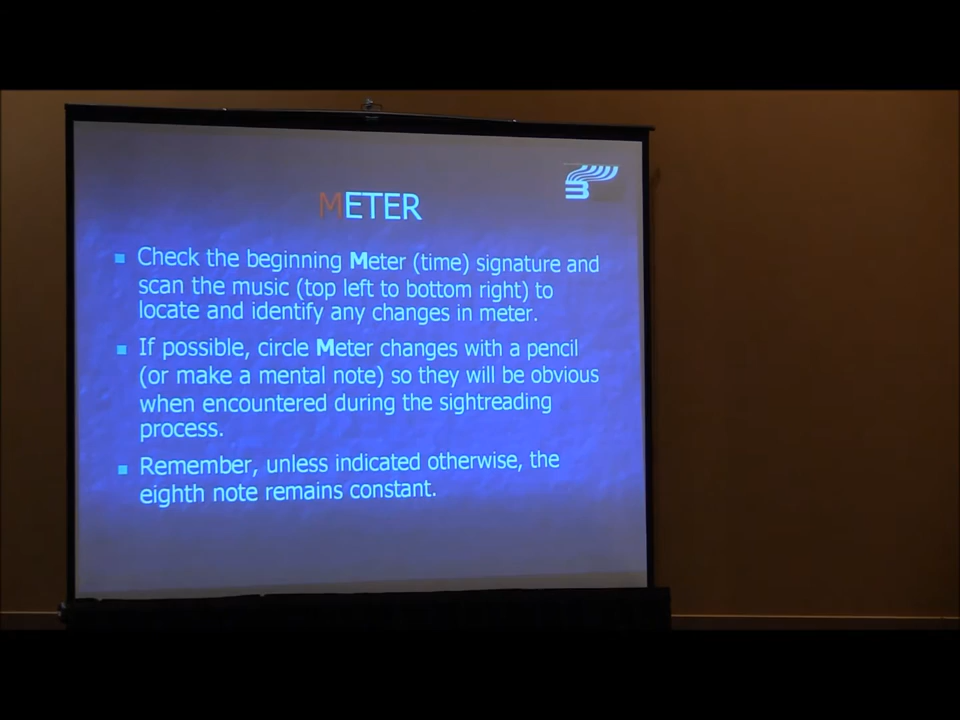 METER
Check the beginning Meter (time) signature and
scan the music (top left to bottom right) to
locate and identify any changes in meter.
If possible, circle Meter changes with a pencil
(or make a mental note) so they will be obvious
when encountered during the sightreading
process.
Remember, unless indicated otherwise, the
eighth note remains constant.